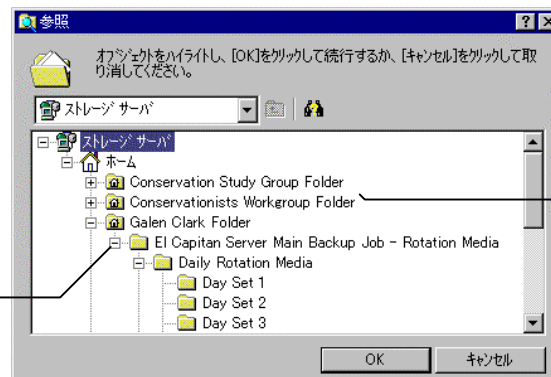 参照
オブジェクトをハイライトし、[OK]をクリックして続行するか、[キャンセル]をクリックして取
り消してください。
ストレージ サーバ
ストレージ サーバ
ホーム
Conservation Study Group Folder
Conservationists Workgroup Folder
Galen Clark Folder
El Capitan Server Main Backup Job - Rotation Media
Daily Rotation Media
Day Set 1
Day Set 2
Day Set 3
OK キャンセル